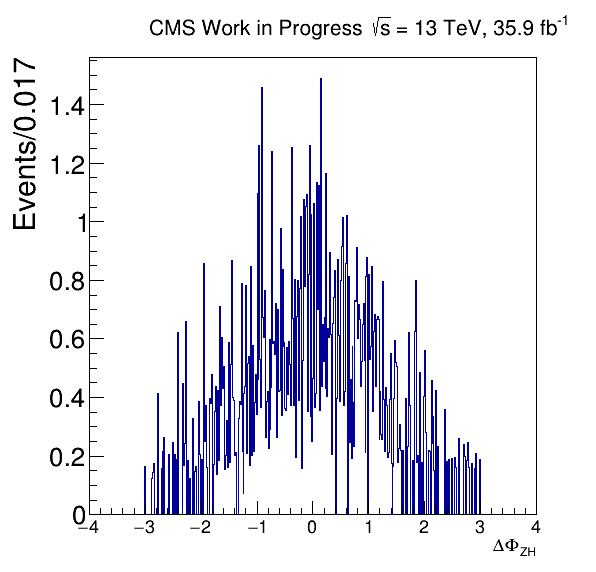 CMS Work in Progress √s = 13 TeV, 35.9 fb⁻¹
Events/0.017
1.4
1.2
1
0.8
0.6
0.4
0.2
0
−4 −3 −2 −1 0 1 2 3 4
ΔΦ_ZH